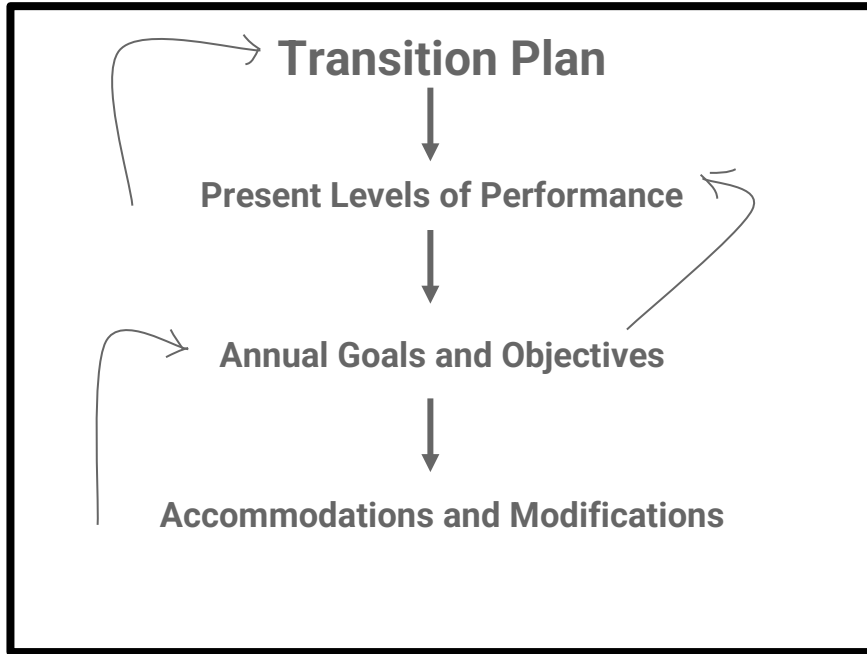 Transition Plan
Present Levels of Performance
Annual Goals and Objectives
Accommodations and Modifications